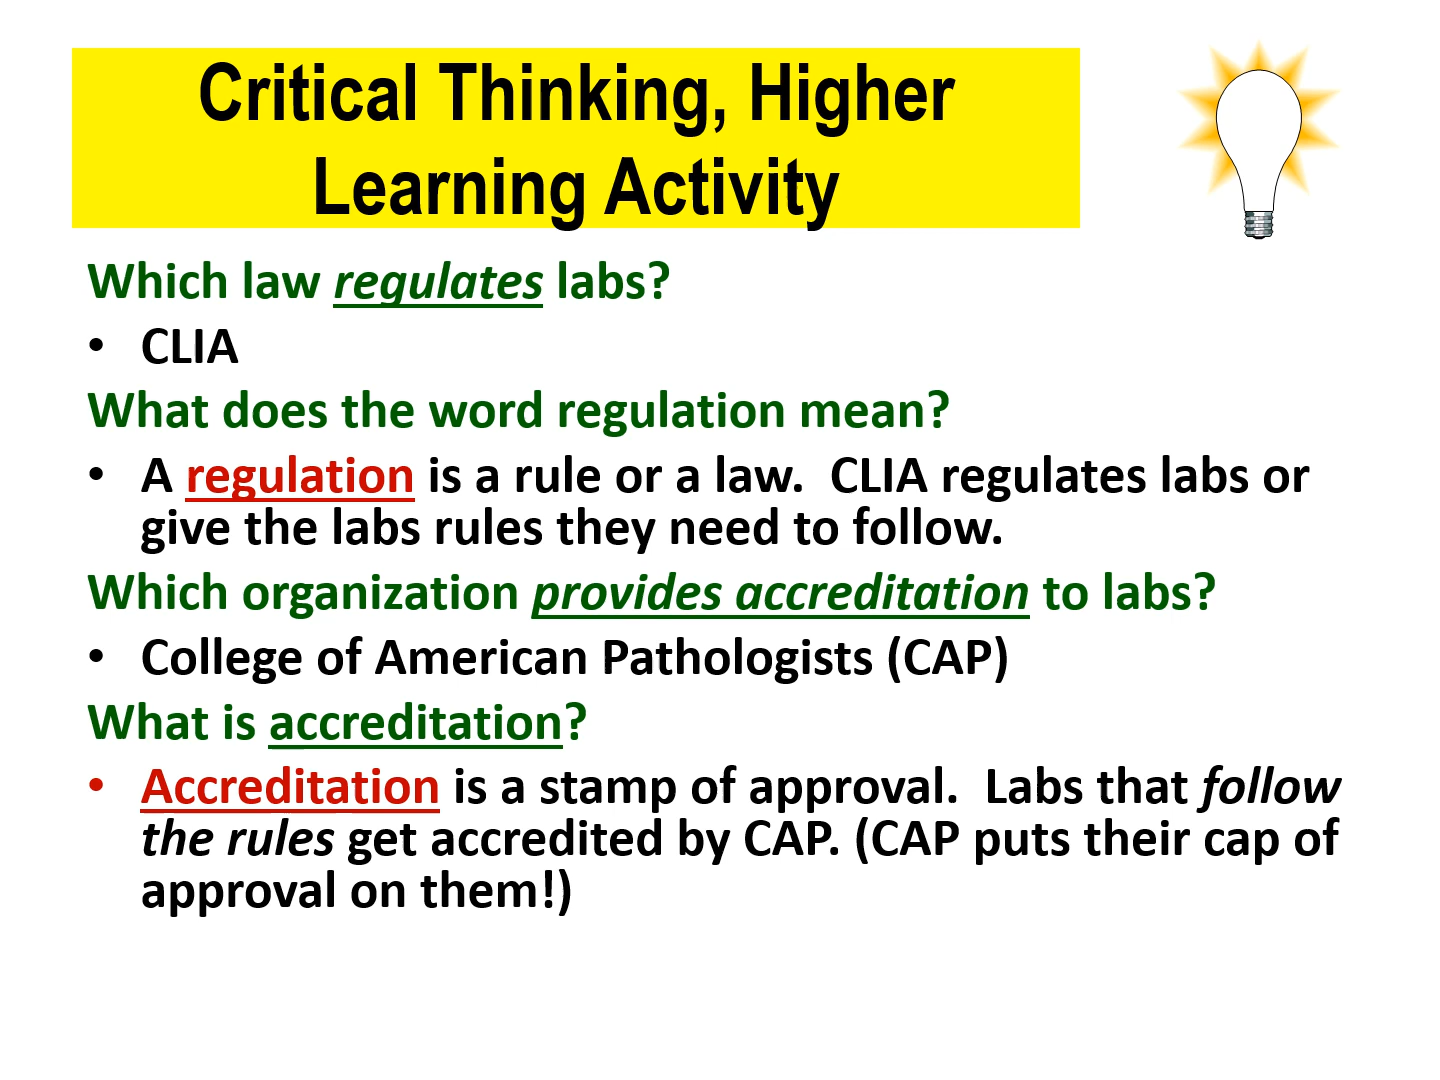 Critical Thinking, Higher
Learning Activity
Which law regulates labs?
• CLIA
What does the word regulation mean?
• A regulation is a rule or a law.  CLIA regulates labs or
give the labs rules they need to follow.
Which organization provides accreditation to labs?
• College of American Pathologists (CAP)
What is accreditation?
• Accreditation is a stamp of approval.  Labs that follow
the rules get accredited by CAP. (CAP puts their cap of
approval on them!)